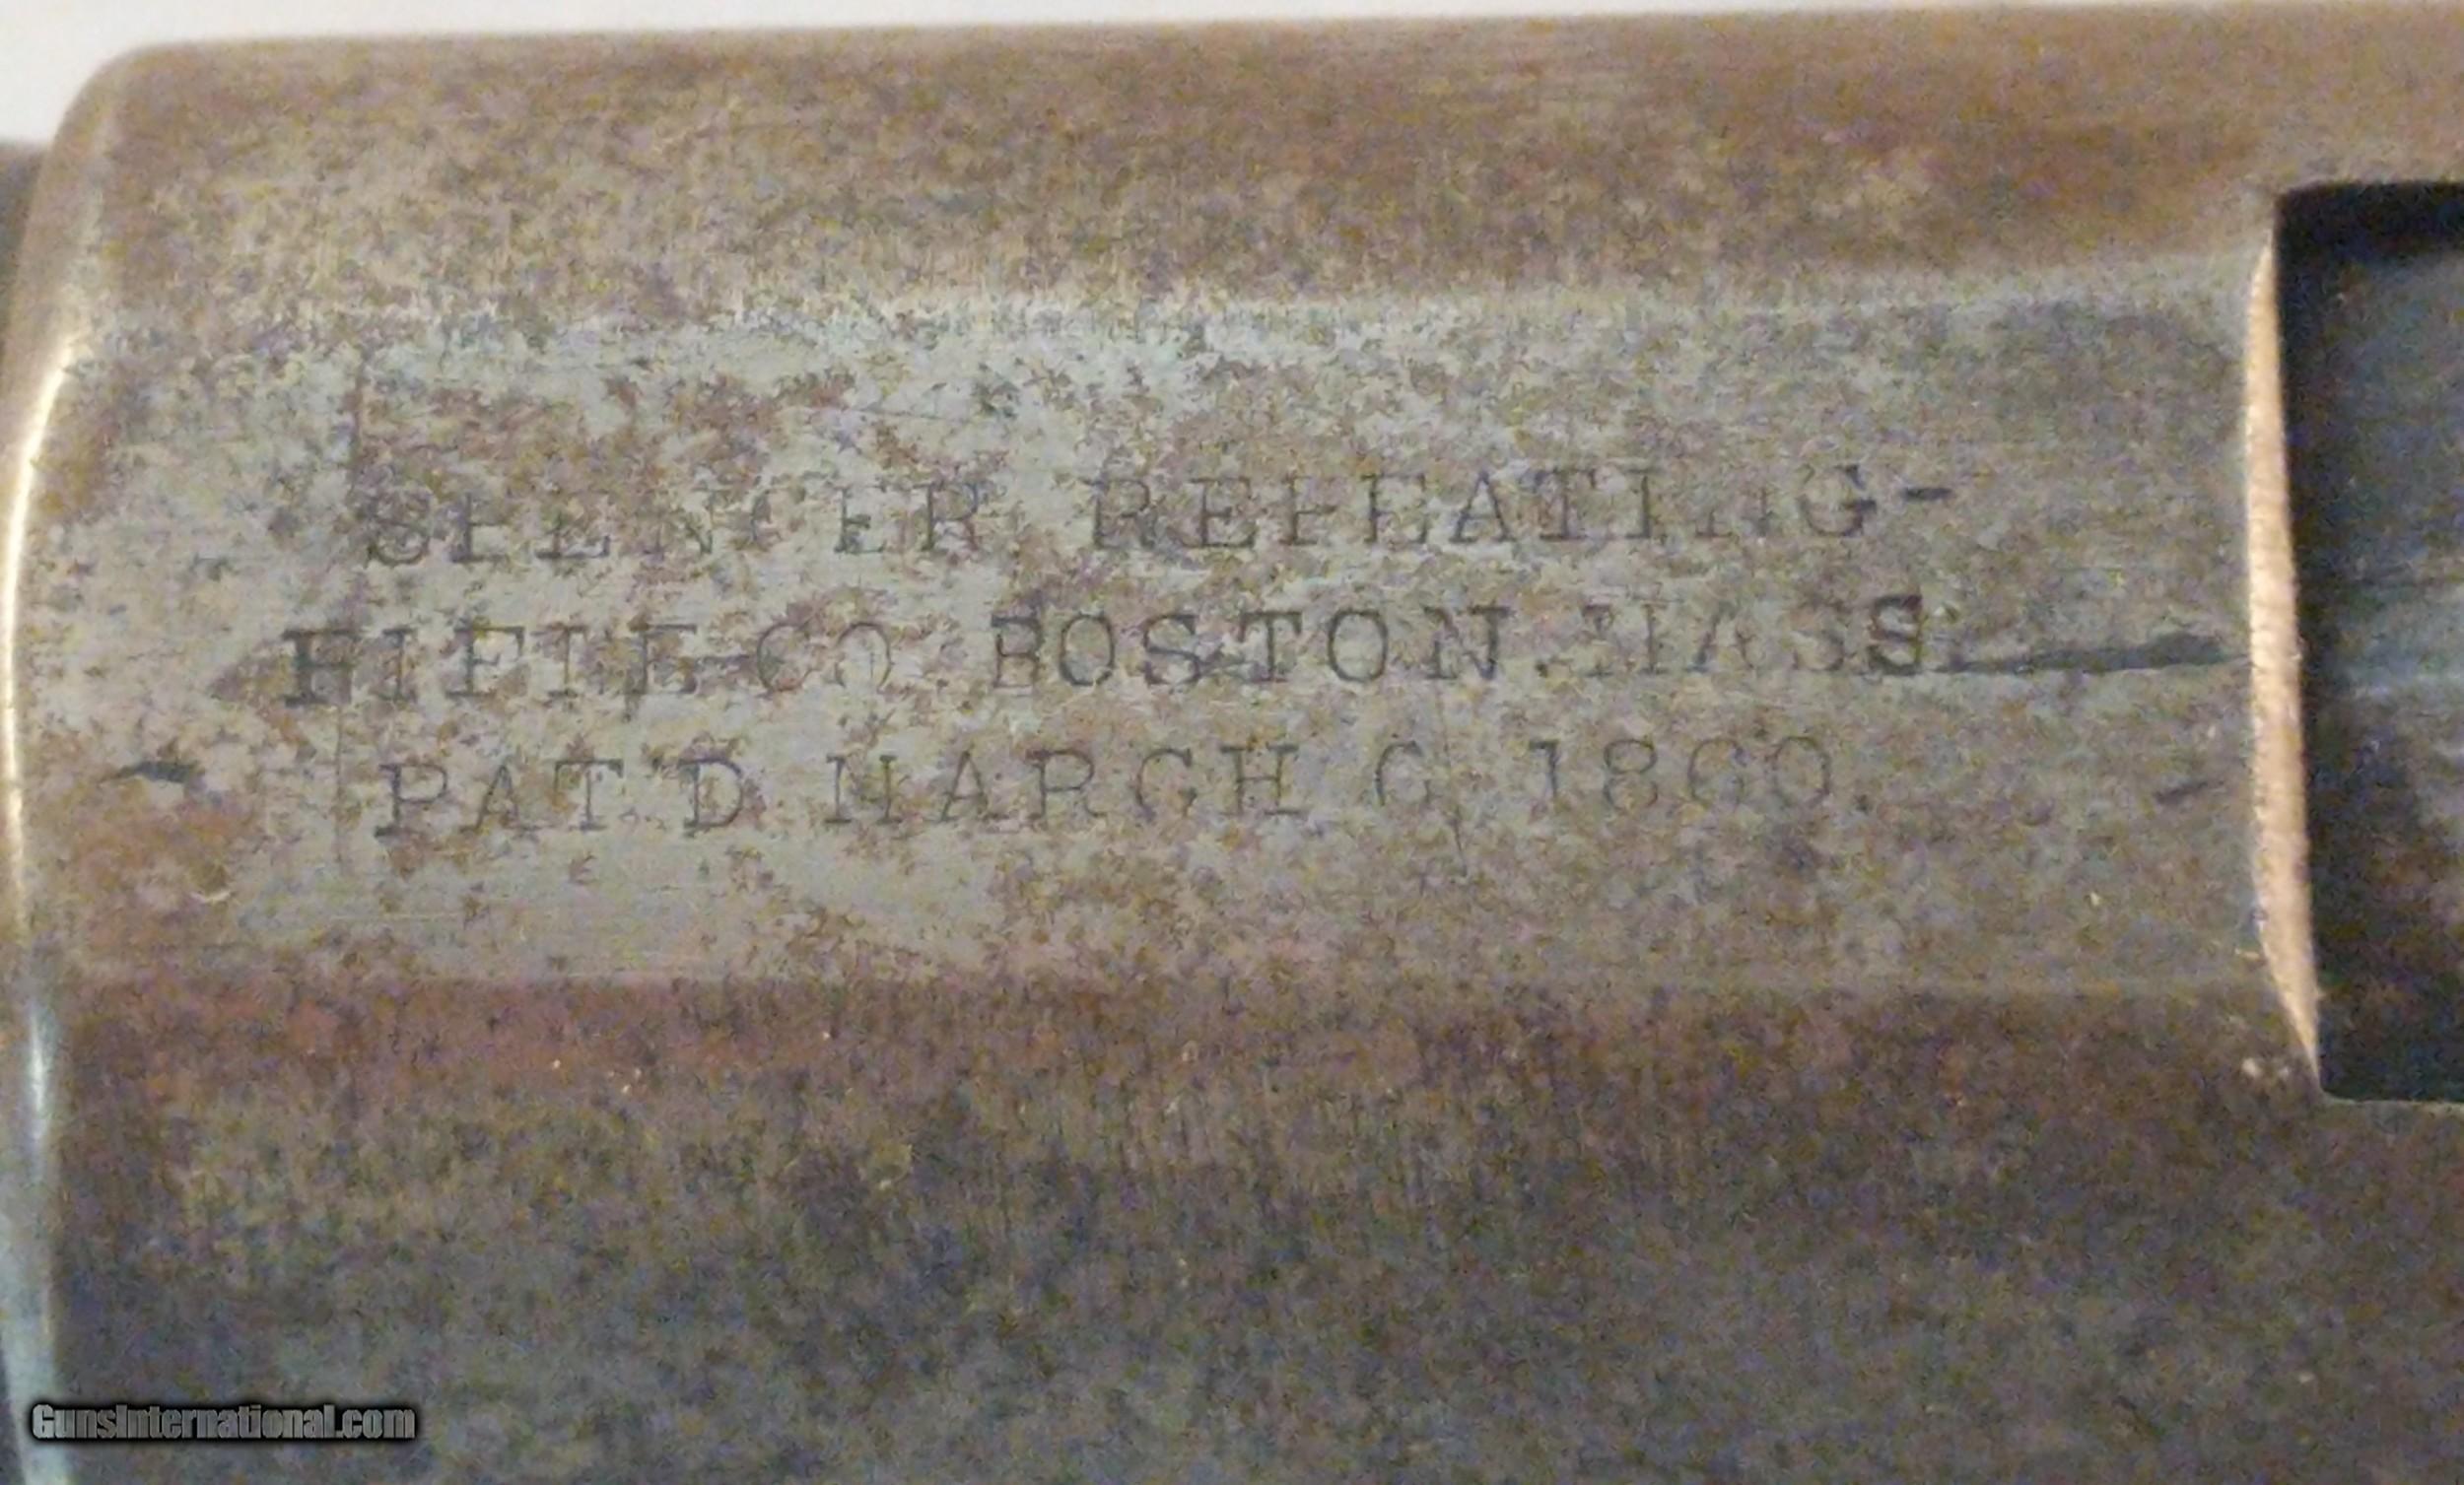 SPENCER REPEATING-
RIFLE CO. BOSTON. MASS.
PAT'D MARCH 6 1860.
GunsInternational.com